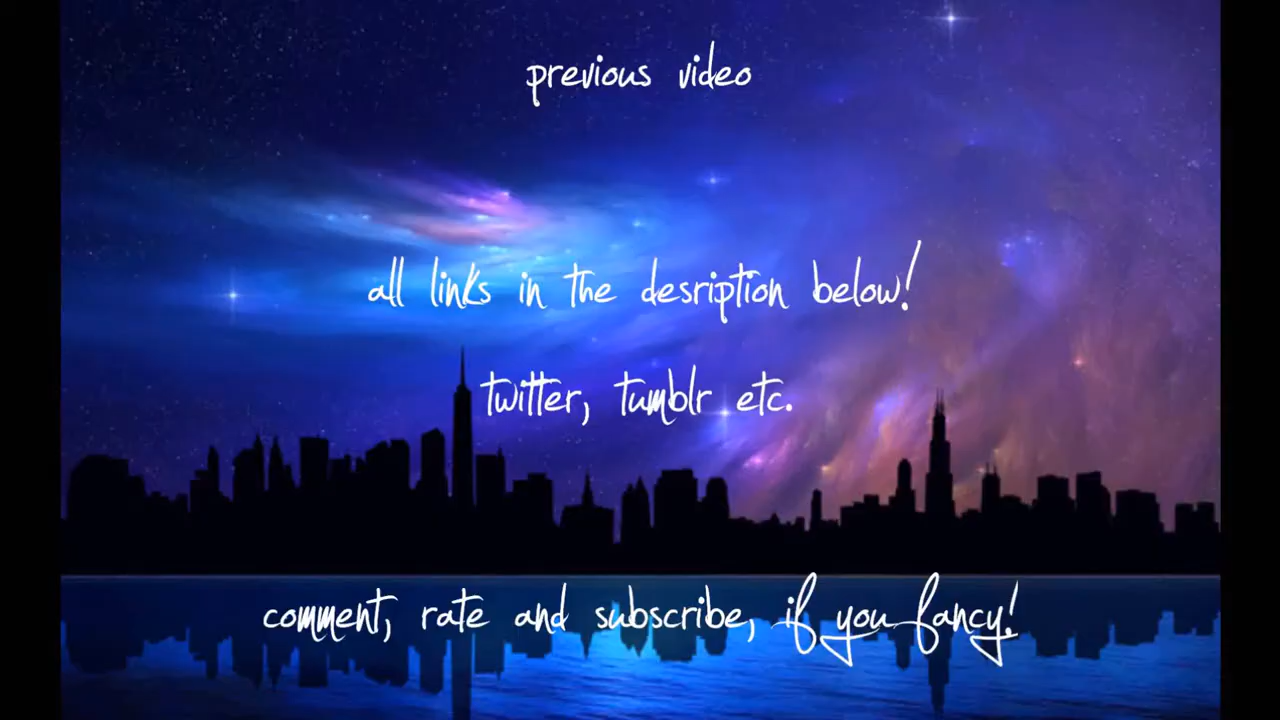 previous video
all links in the desription below!
twitter, tumblr etc.
comment, rate and subscribe, if you fancy!